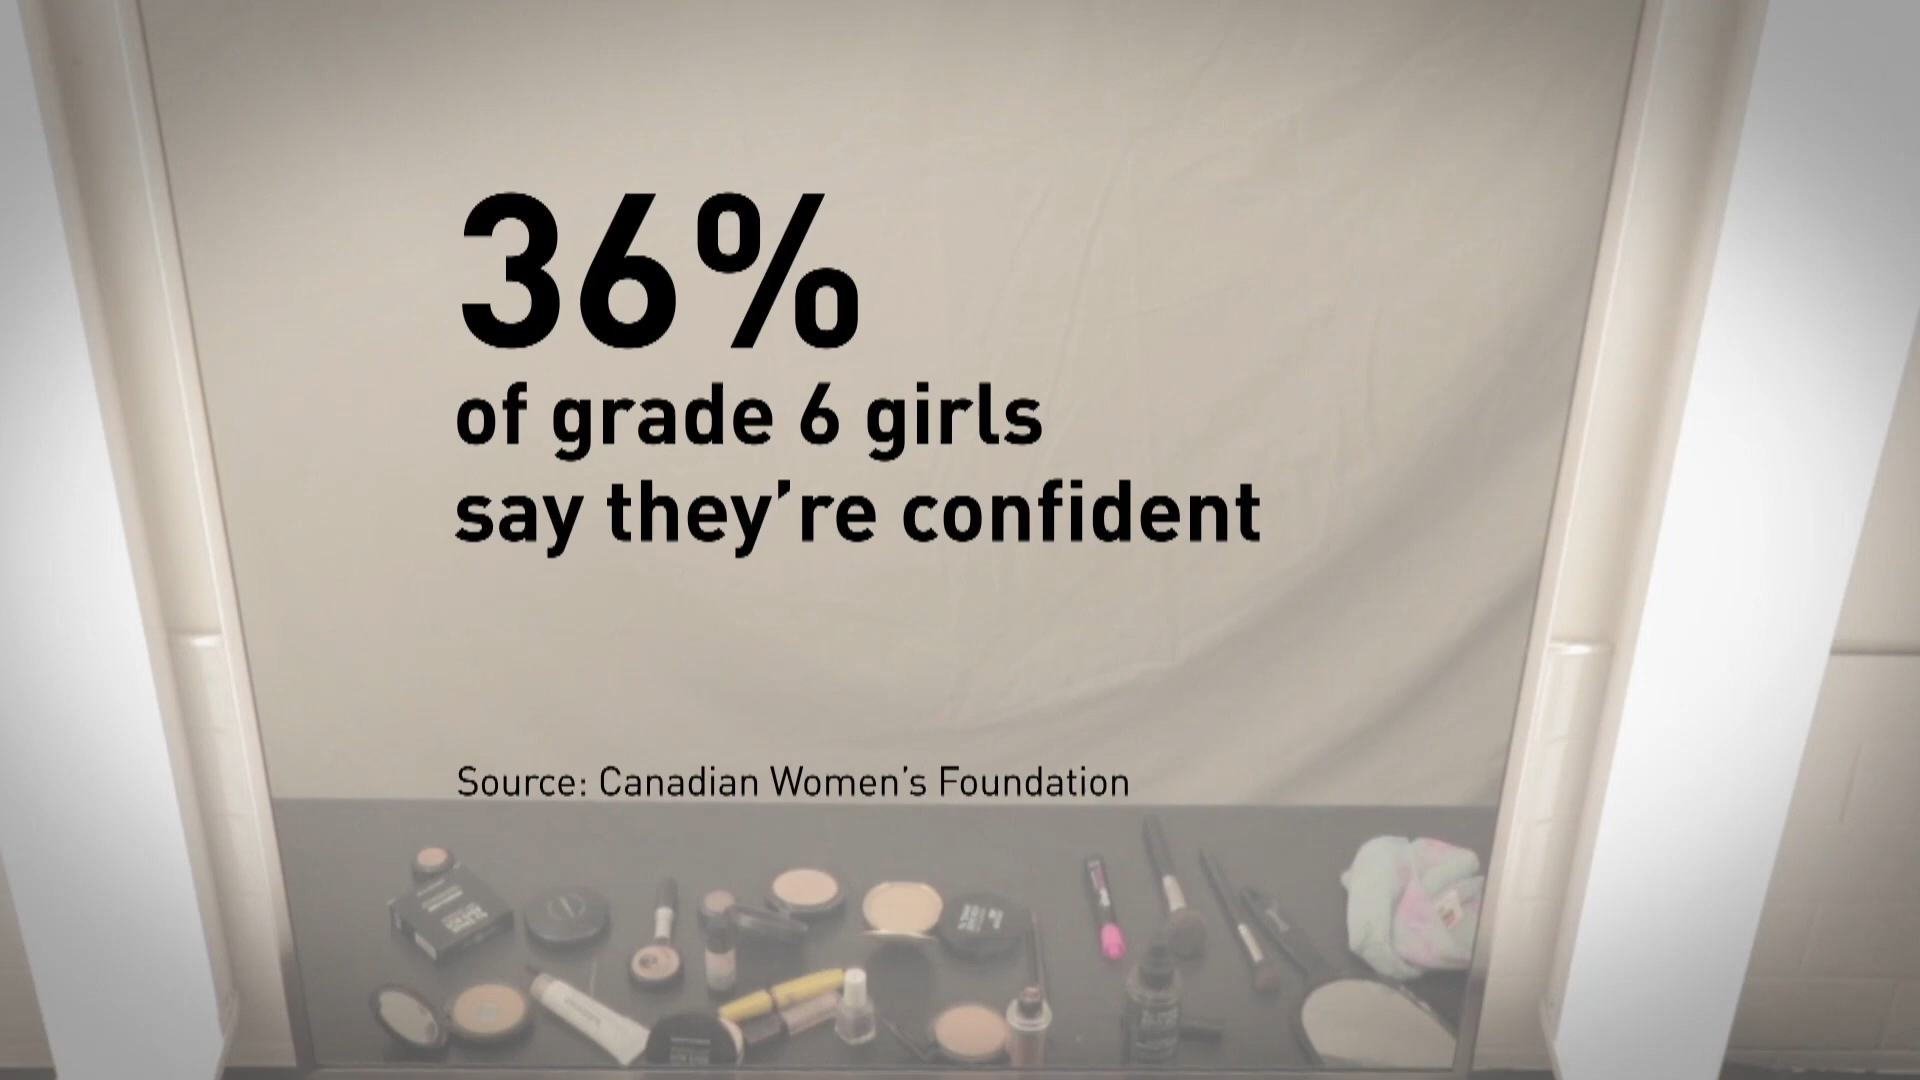 36%
of grade 6 girls
say they’re confident
Source: Canadian Women’s Foundation